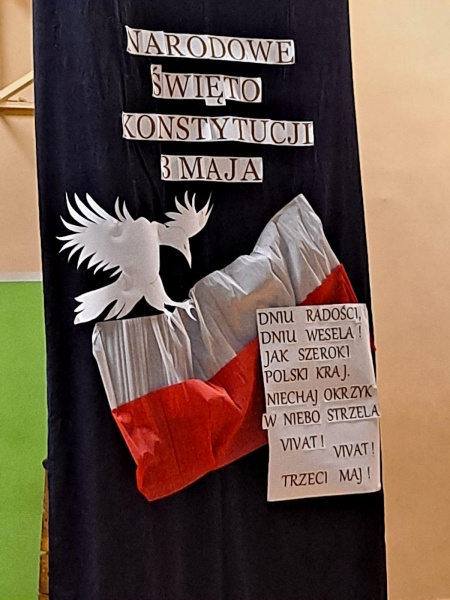 NARODOWE
ŚWIĘTO
KONSTYTUCJI
3 MAJA
DNIU RADOŚCI,
DNIU WESELA!
JAK SZEROKI
POLSKI KRAJ.
NIECHAJ OKRZYK
W NIEBO STRZELA
VIVAT!
VIVAT!
TRZECI MAJ!